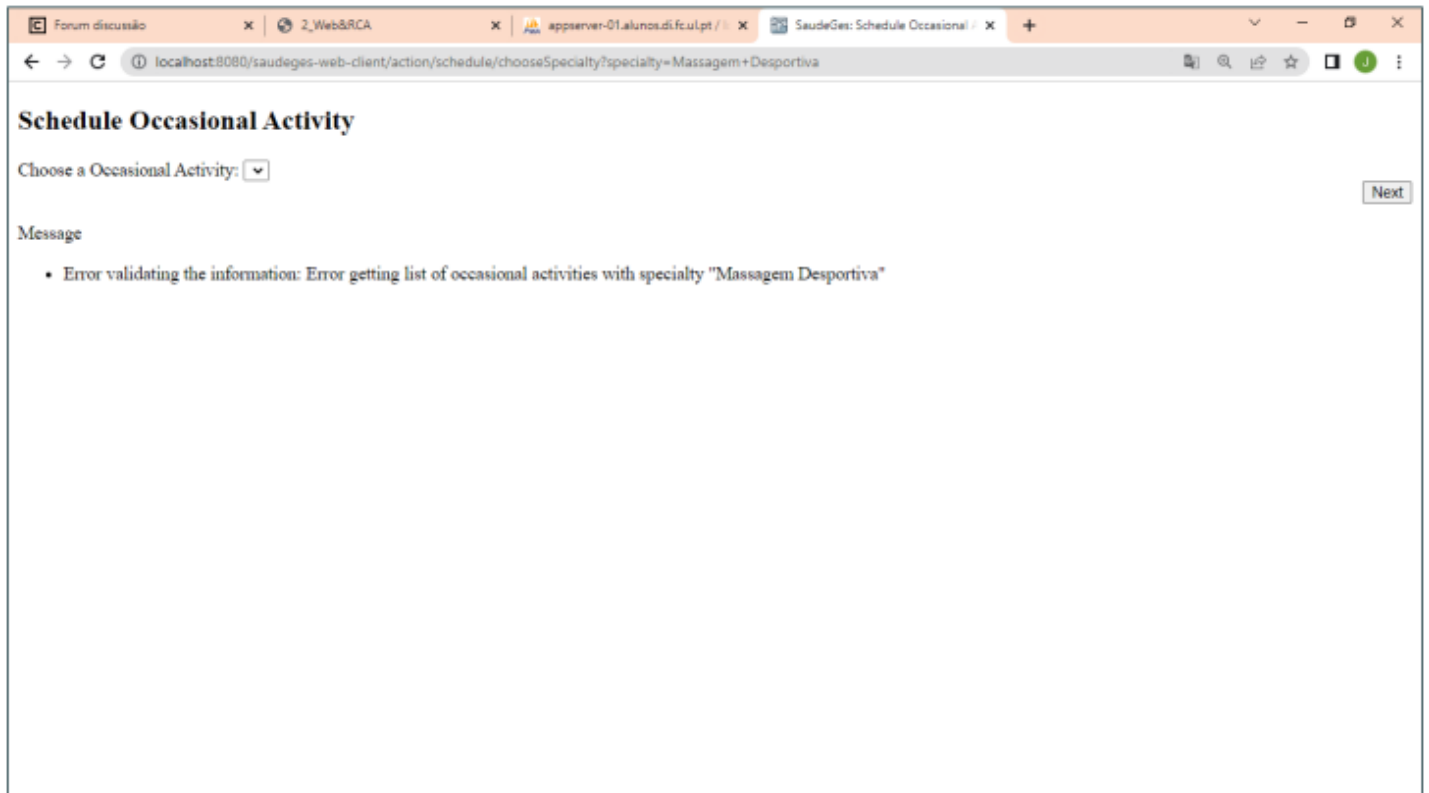 Forum discussão
2_Web&RCA
appserver-01.alunos.di.fc.ul.pt /
SaudeGes: Schedule Occasional
localhost:8080/saudeges-web-client/action/schedule/chooseSpecialty?specialty=Massagem+Desportiva
J
Schedule Occasional Activity
Choose a Occasional Activity:
Next
Message
Error validating the information: Error getting list of occasional activities with specialty "Massagem Desportiva"